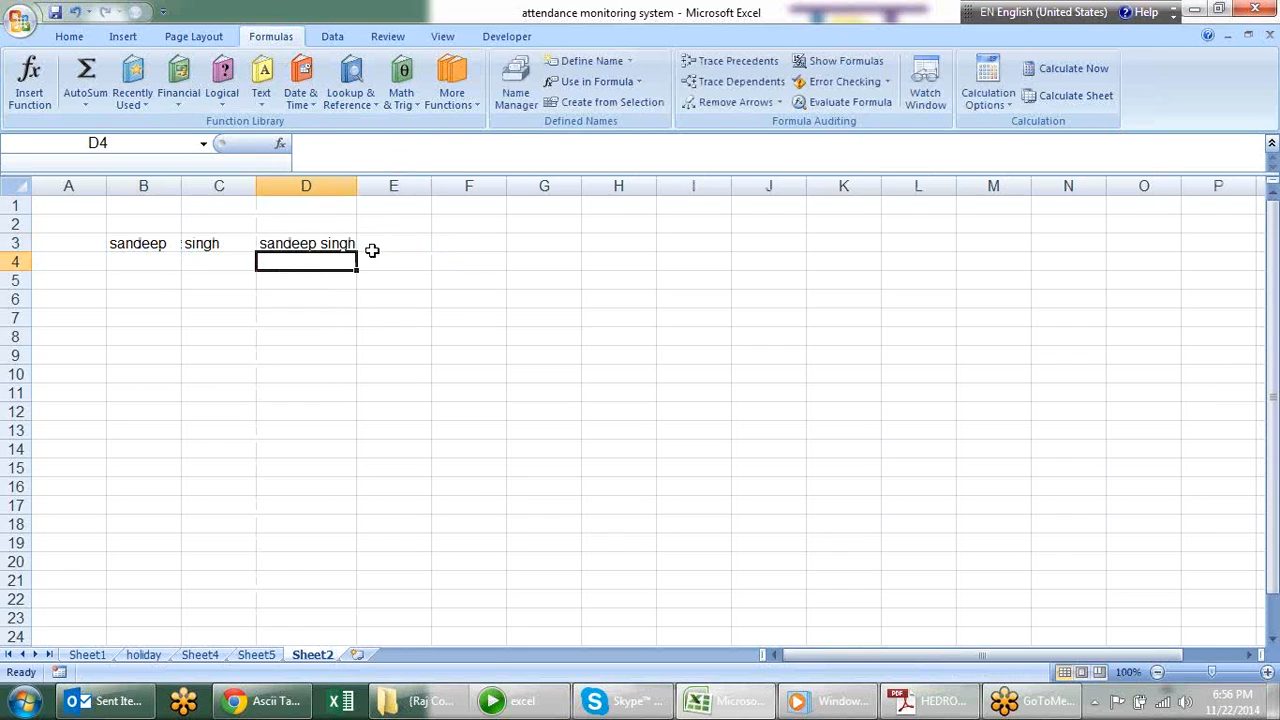 attendance monitoring system - Microsoft Excel
EN English (United States)
Help
Home Insert Page Layout Formulas Data Review View Developer
Insert Function
AutoSum
Recently Used
Financial
Logical
Text
Date & Time
Lookup & Reference
Math & Trig
More Functions
Function Library
Name Manager
Define Name
Use in Formula
Create from Selection
Defined Names
Trace Precedents
Trace Dependents
Remove Arrows
Show Formulas
Error Checking
Evaluate Formula
Formula Auditing
Watch Window
Calculation Options
Calculate Now
Calculate Sheet
Calculation
D4
fx
A B C D E F G H I J K L M N O P
1
2
3 sandeep singh sandeep singh
4
5
6
7
8
9
10
11
12
13
14
15
16
17
18
19
20
21
22
23
24
Sheet1 holiday Sheet4 Sheet5 Sheet2
Ready
100%
Sent Ite...
Ascii Ta...
(Raj Co...
excel
Skype™ ...
Microso...
Window...
HEDRO...
GoToMe...
6:56 PM
11/22/2014